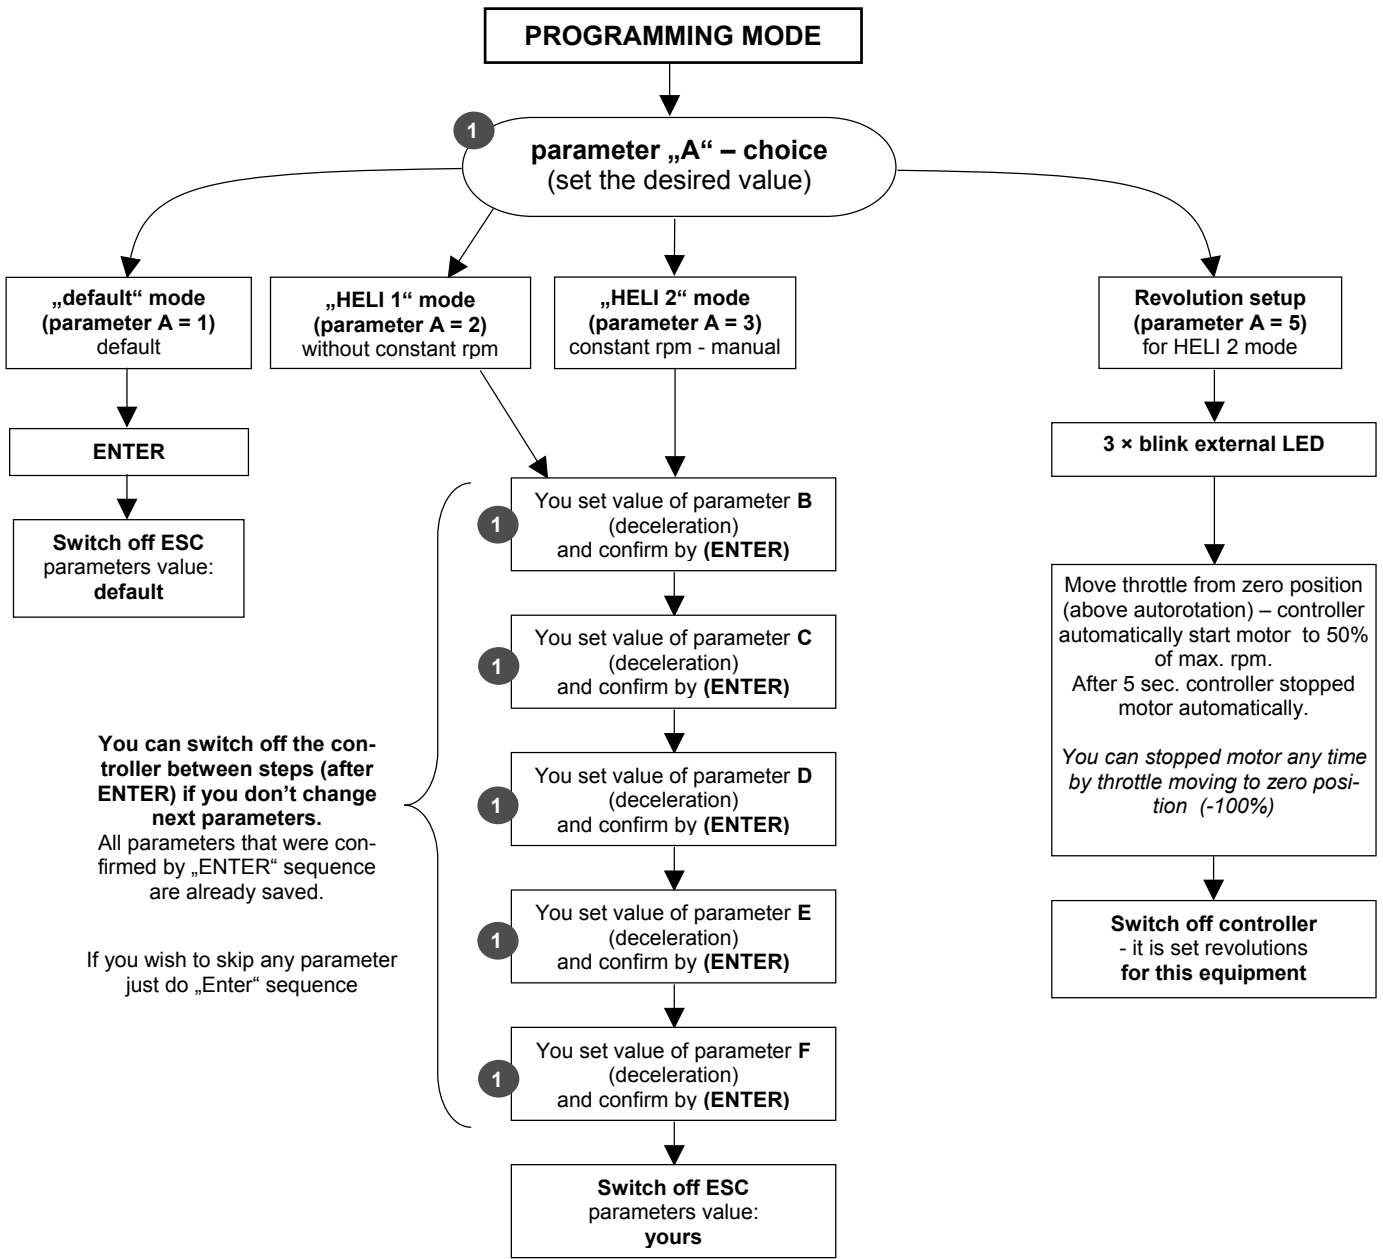 PROGRAMMING MODE
1
parameter „A“ – choice
(set the desired value)
„default“ mode
(parameter A = 1)
default
„HELI 1“ mode
(parameter A = 2)
without constant rpm
„HELI 2“ mode
(parameter A = 3)
constant rpm - manual
Revolution setup
(parameter A = 5)
for HELI 2 mode
ENTER
3 × blink external LED
Switch off ESC
parameters value:
default
1
You set value of parameter B
(deceleration)
and confirm by (ENTER)
1
You set value of parameter C
(deceleration)
and confirm by (ENTER)
1
You set value of parameter D
(deceleration)
and confirm by (ENTER)
1
You set value of parameter E
(deceleration)
and confirm by (ENTER)
1
You set value of parameter F
(deceleration)
and confirm by (ENTER)
Switch off ESC
parameters value:
yours
You can switch off the con-
troller between steps (after
ENTER) if you don’t change
next parameters.
All parameters that were con-
firmed by „ENTER“ sequence
are already saved.
If you wish to skip any parameter
just do „Enter“ sequence
Move throttle from zero position
(above autorotation) – controller
automatically start motor to 50%
of max. rpm.
After 5 sec. controller stopped
motor automatically.
You can stopped motor any time
by throttle moving to zero posi-
tion (-100%)
Switch off controller
- it is set revolutions
for this equipment